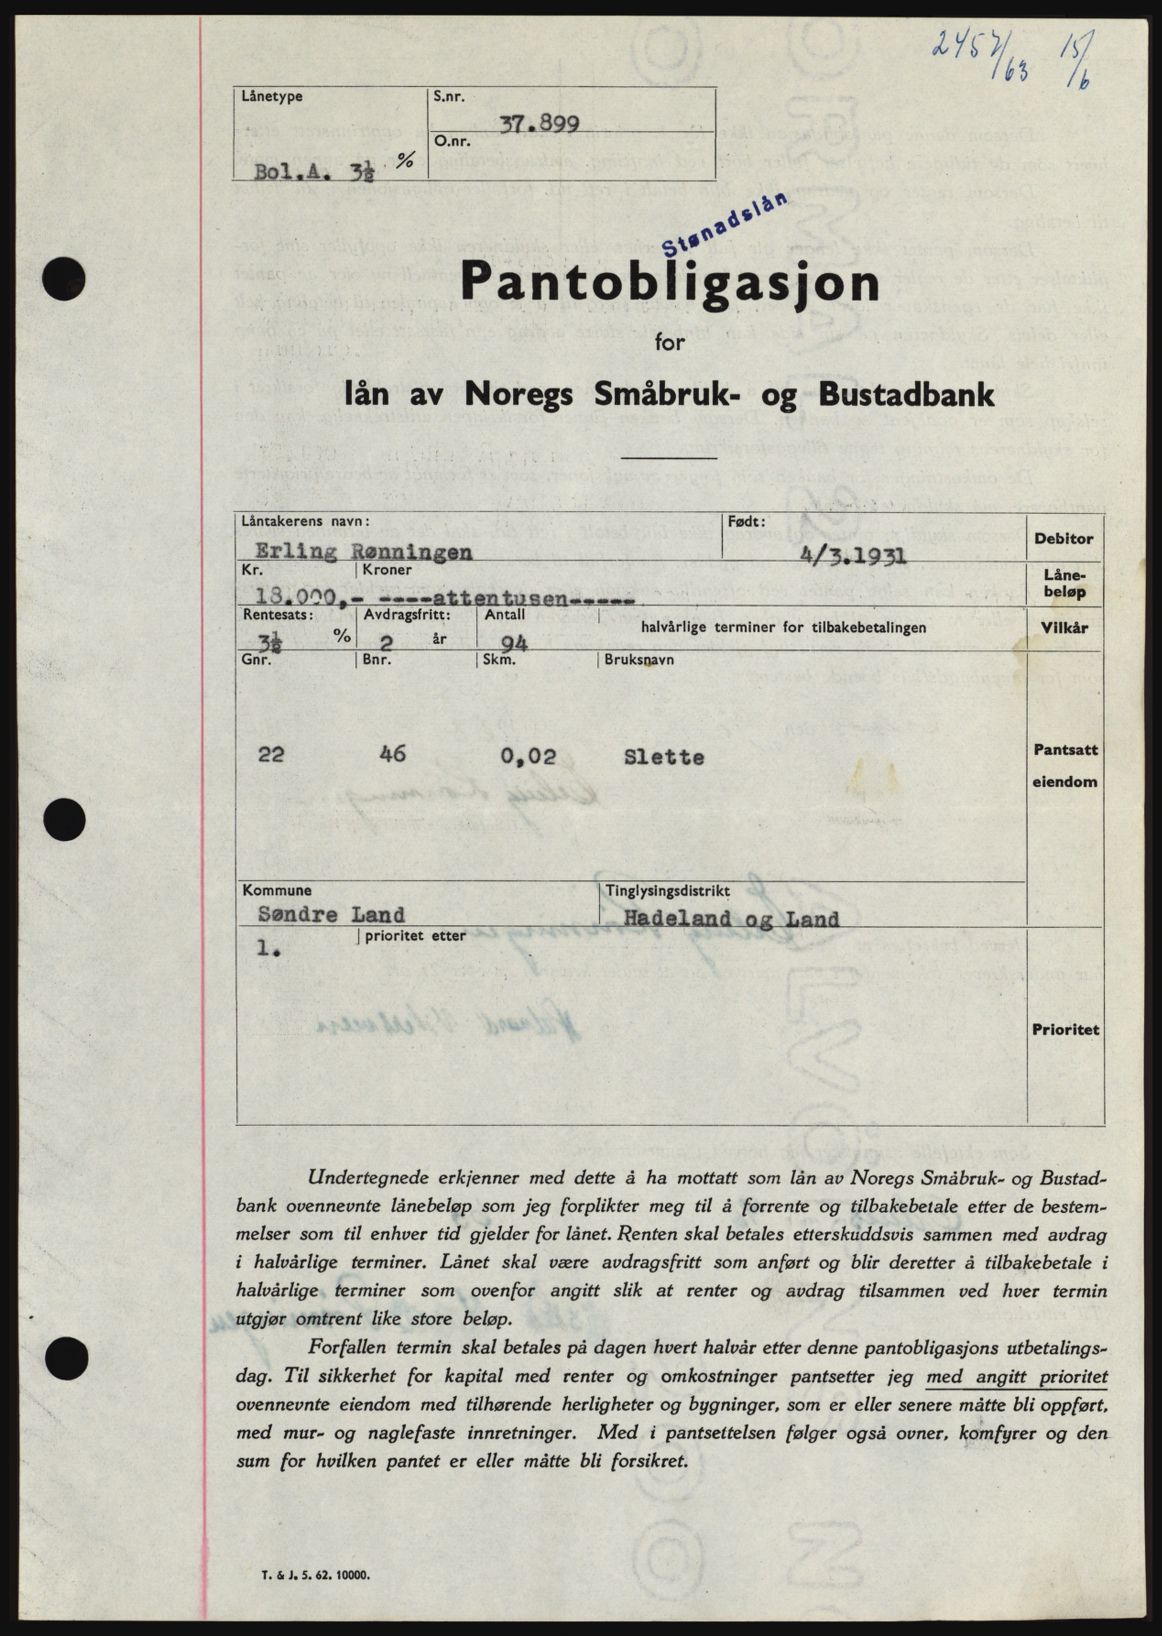 2457/63 15/6
Lånetype
S.nr.
37.899
O.nr.
Bol.A. 3½ %
Stønadslån
Pantobligasjon
for
lån av Noregs Småbruk- og Bustadbank
Låntakerens navn:
Født:
Erling Rønningen
4/3.1931
Debitor
Kr.
Kroner
18.000,- ----attentusen-----
Låne-
beløp
Rentesats:
Avdragsfritt:
Antall
3½ %
2 år
94
halvårlige terminer for tilbakebetalingen
Vilkår
Gnr.
Bnr.
Skm.
Bruksnavn
22
46
0,02
Slette
Pantsatt
eiendom
Kommune
Tinglysingsdistrikt
Søndre Land
Hadeland og Land
1.
prioritet etter
Prioritet
Undertegnede erkjenner med dette å ha mottatt som lån av Noregs Småbruk- og Bustad-
bank ovennevnte lånebeløp som jeg forplikter meg til å forrente og tilbakebetale etter de bestem-
melser som til enhver tid gjelder for lånet. Renten skal betales etterskuddsvis sammen med avdrag
i halvårlige terminer. Lånet skal være avdragsfritt som anført og blir deretter å tilbakebetale i
halvårlige terminer som ovenfor angitt slik at renter og avdrag tilsammen ved hver termin
utgjør omtrent like store beløp.
Forfallen termin skal betales på dagen hvert halvår etter denne pantobligasjons utbetalings-
dag. Til sikkerhet for kapital med renter og omkostninger pantsetter jeg med angitt prioritet
ovennevnte eiendom med tilhørende herligheter og bygninger, som er eller senere måtte bli oppført,
med mur- og naglefaste innretninger. Med i pantsettelsen følger også ovner, komfyrer og den
sum for hvilken pantet er eller måtte bli forsikret.
T. & J. 5. 62. 10000.